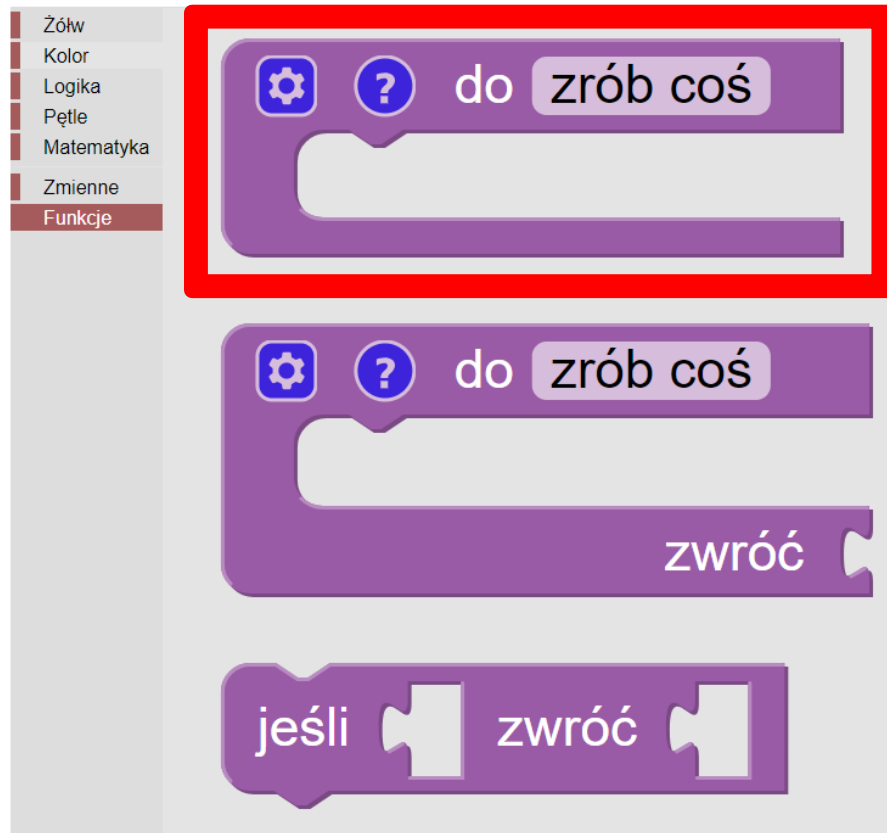 Żółw
Kolor
Logika
Pętle
Matematyka
Zmienne
Funkcje
? do zrób coś
? do zrób coś
zwróć
jeśli zwróć